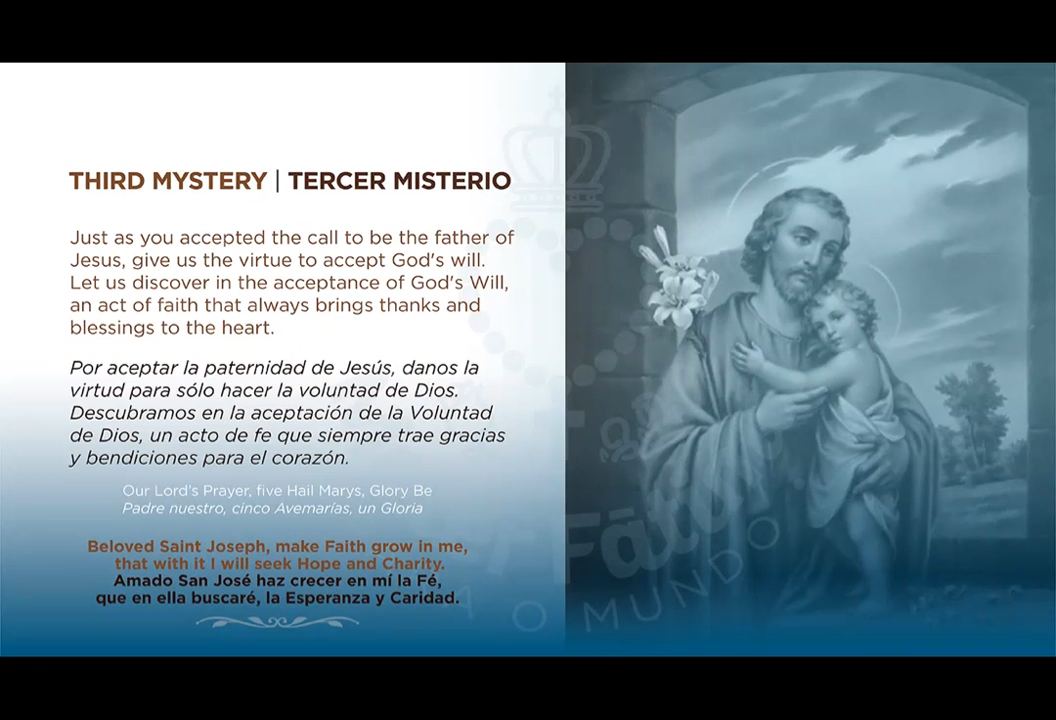 THIRD MYSTERY | TERCER MISTERIO
Just as you accepted the call to be the father of
Jesus, give us the virtue to accept God's will.
Let us discover in the acceptance of God's Will,
an act of faith that always brings thanks and
blessings to the heart.
Por aceptar la paternidad de Jesús, danos la
virtud para sólo hacer la voluntad de Dios.
Descubramos en la aceptación de la Voluntad
de Dios, un acto de fe que siempre trae gracias
y bendiciones para el corazón.
Our Lord's Prayer, five Hail Marys, Glory Be
Padre nuestro, cinco Avemarías, un Gloria
Beloved Saint Joseph, make Faith grow in me,
that with it I will seek Hope and Charity.
Amado San José haz crecer en mí la Fé,
que en ella buscaré, la Esperanza y Caridad.
O MUNDO